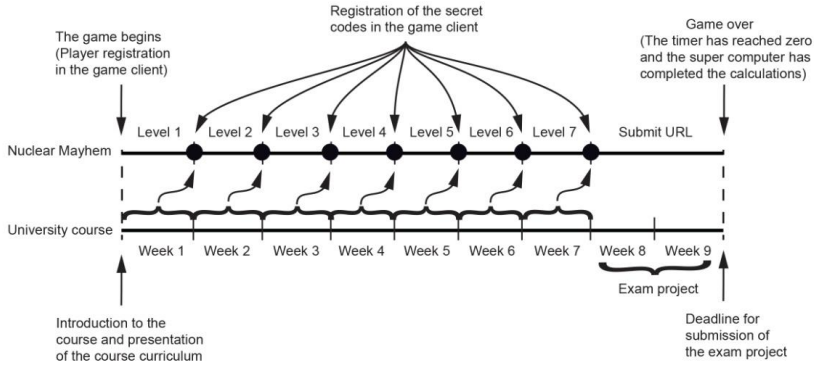 Registration of the secret
codes in the game client
The game begins
(Player registration
in the game client)
Game over
(The timer has reached zero
and the super computer has
completed the calculations)
Level 1 Level 2 Level 3 Level 4 Level 5 Level 6 Level 7 Submit URL
Nuclear Mayhem
University course
Week 1 Week 2 Week 3 Week 4 Week 5 Week 6 Week 7 Week 8 Week 9
Exam project
Introduction to the
course and presentation
of the course curriculum
Deadline for
submission of
the exam project